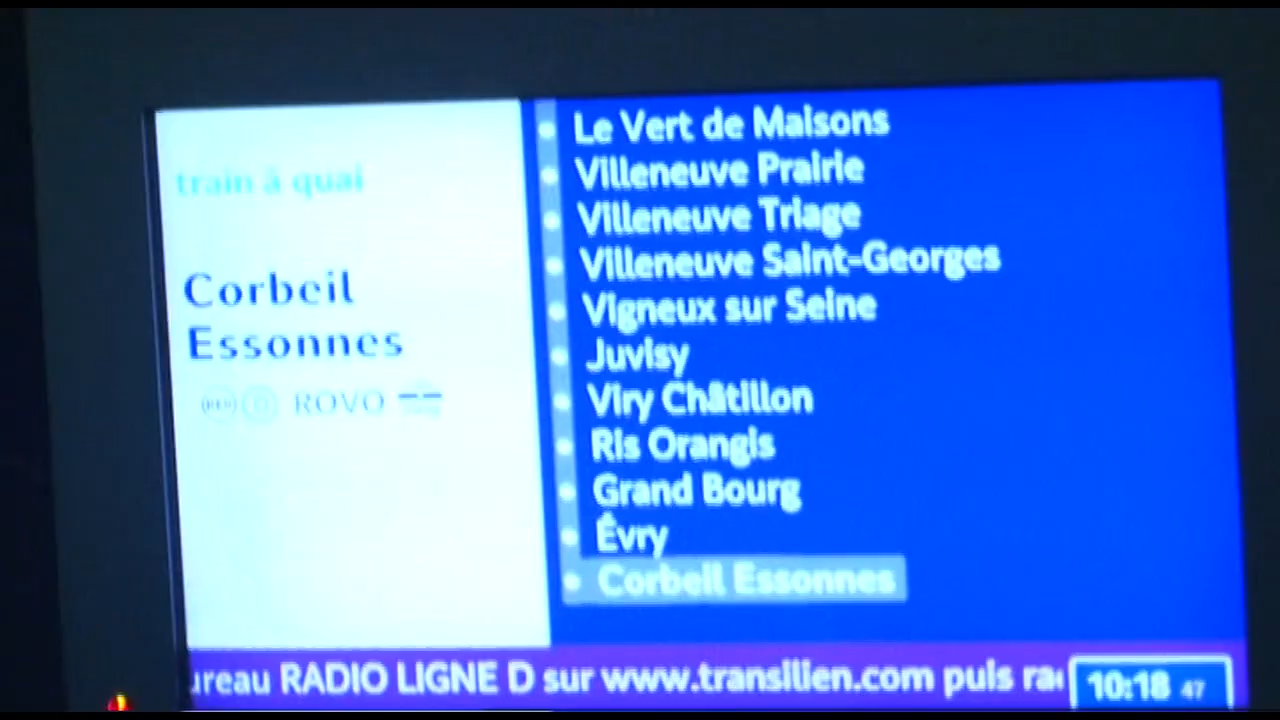 train à quai
Corbeil
Essonnes
RER D ROVO
Le Vert de Maisons
Villeneuve Prairie
Villeneuve Triage
Villeneuve Saint-Georges
Vigneux sur Seine
Juvisy
Viry Châtillon
Ris Orangis
Grand Bourg
Évry
Corbeil Essonnes
ureau RADIO LIGNE D sur www.transilien.com puis ra
10:18 47